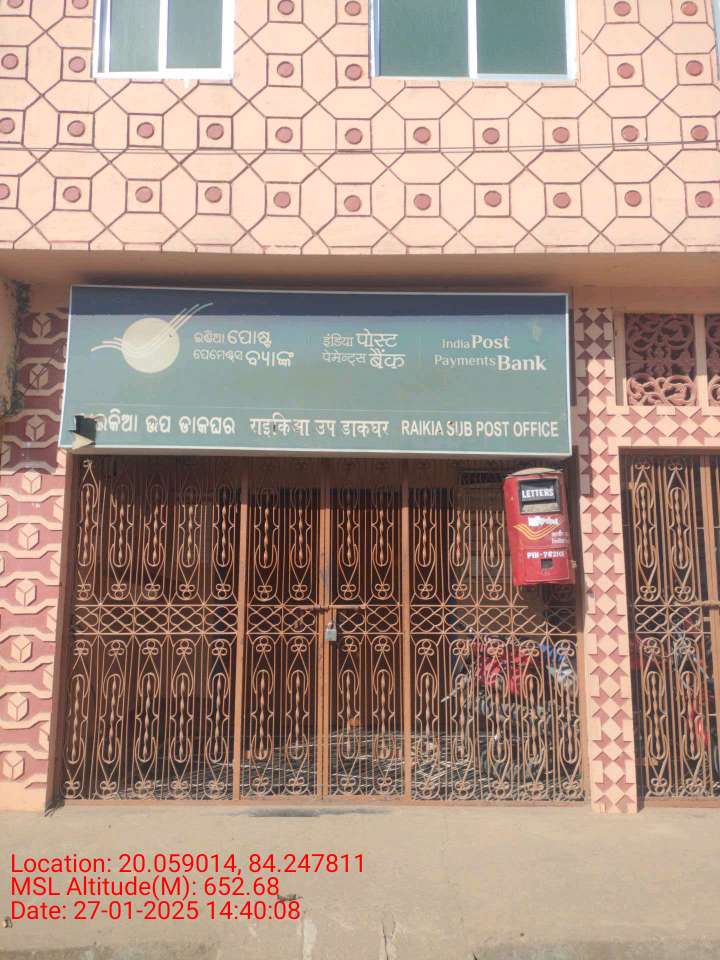 ଇଣ୍ଡିଆ ପୋଷ୍ଟ
ପେମେଣ୍ଟସ ବ୍ୟାଙ୍କ
इंडिया पोस्ट
पेमेन्ट्स बैंक
India Post
Payments Bank
ରାଇକିଆ ଉପ ଡାକଘର राइकिआ उप डाकघर RAIKIA SUB POST OFFICE
LETTERS
Location: 20.059014, 84.247811
MSL Altitude(M): 652.68
Date: 27-01-2025 14:40:08